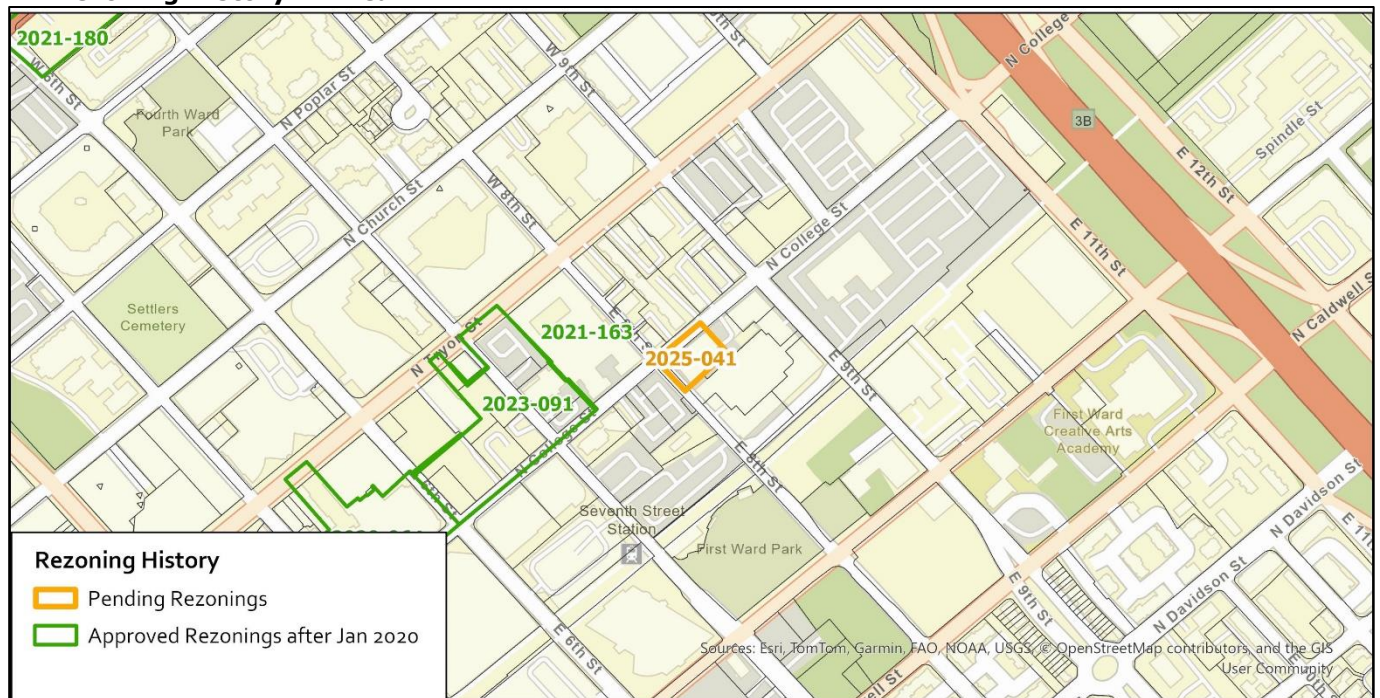 2021-180
W 6th St
Fourth Ward
Park
N Poplar St
W 9th St
N College
3B
Spindle St
E 12th St
N Church St
W 8th St
N College St
E 11th St
N Caldwell S
Settlers
Cemetery
N Tryon St
2021-163
2025-041
2023-091
E 9th St
First Ward
Creative Arts
Academy
N College St
E 8th St
Seventh Street
Station
First Ward Park
N Davidson St
E 11th
E 9th St
N Davidson St
E 6th St
Rezoning History
Pending Rezonings
Approved Rezonings after Jan 2020
Sources: Esri, TomTom, Garmin, FAO, NOAA, USGS, © OpenStreetMap contributors, and the GIS
User Community